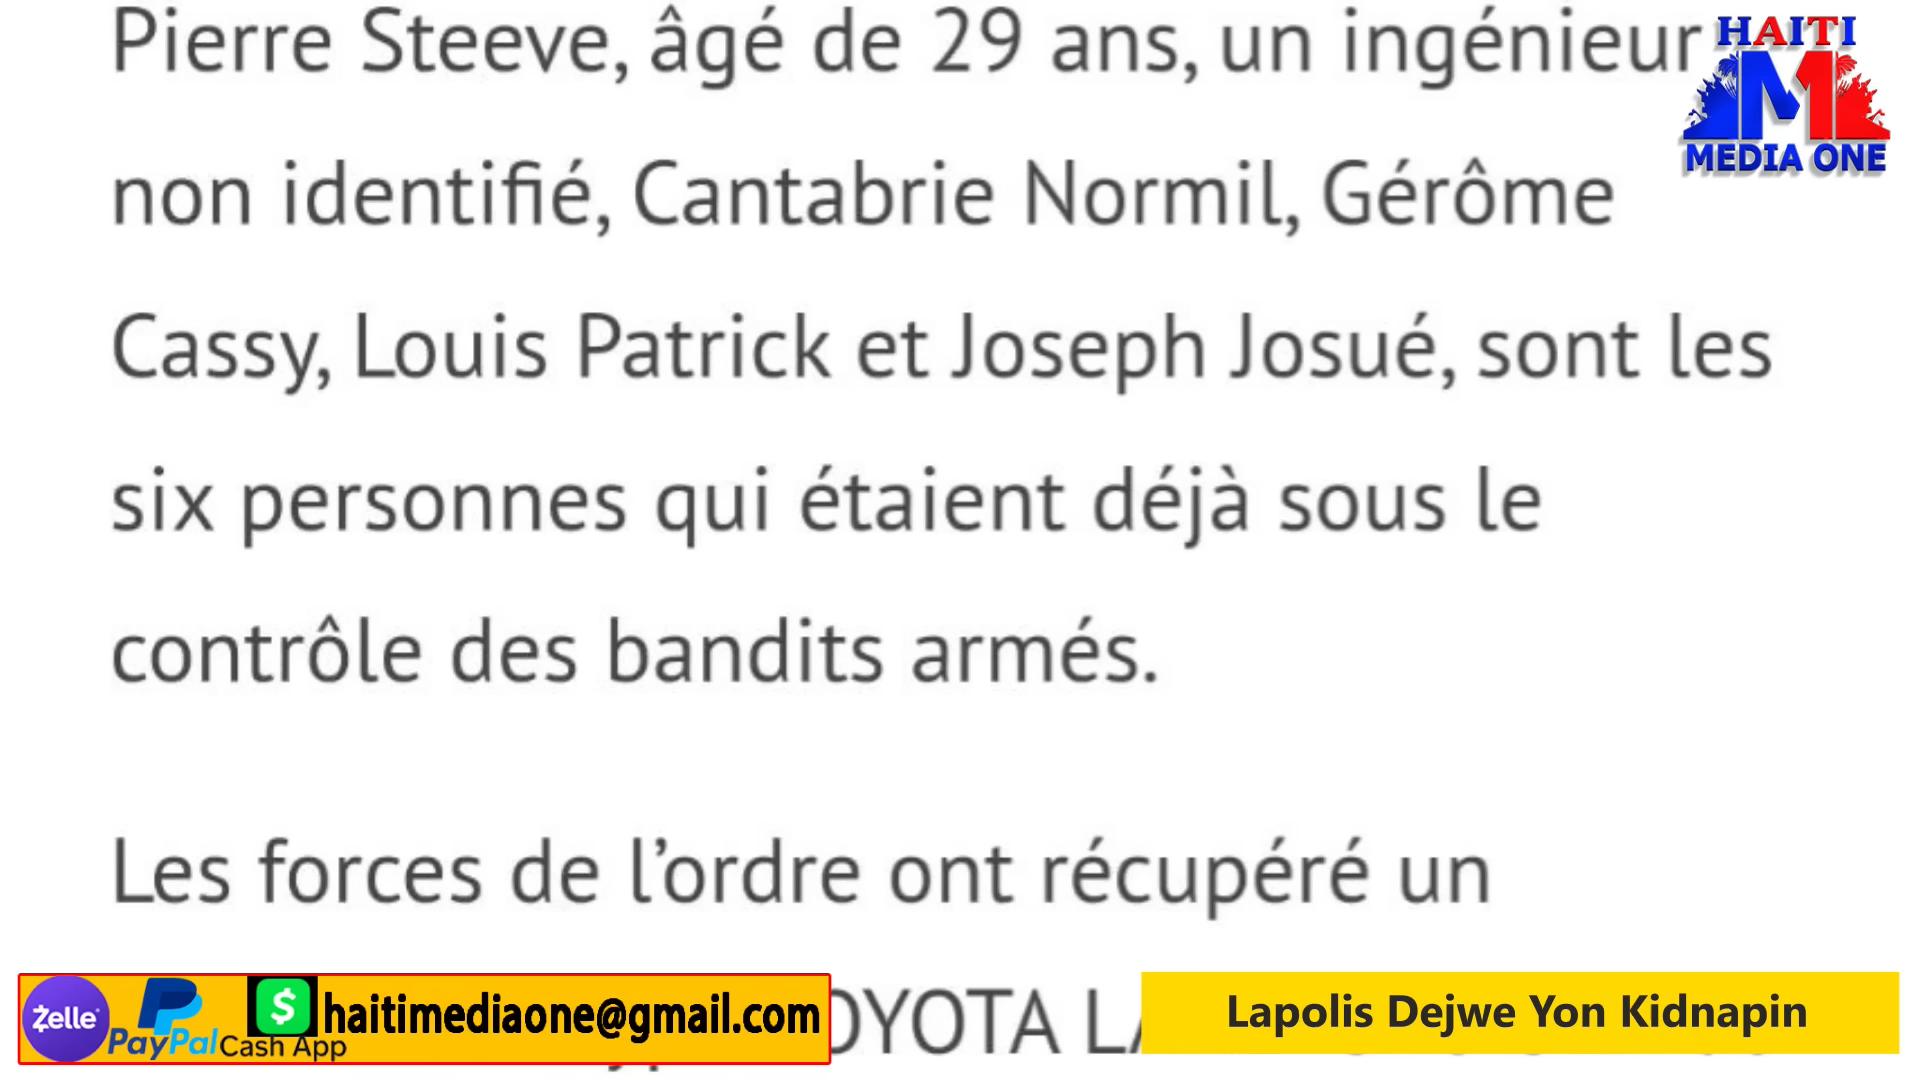 Pierre Steeve, âgé de 29 ans, un ingénieur
HAITI
M
MEDIA ONE
non identifié, Cantabrie Normil, Gérôme
Cassy, Louis Patrick et Joseph Josué, sont les
six personnes qui étaient déjà sous le
contrôle des bandits armés.
Les forces de l’ordre ont récupéré un
Zelle
PayPal
$
Cash App
haitimediaone@gmail.com
OYOTA
Lapolis Dejwe Yon Kidnapin